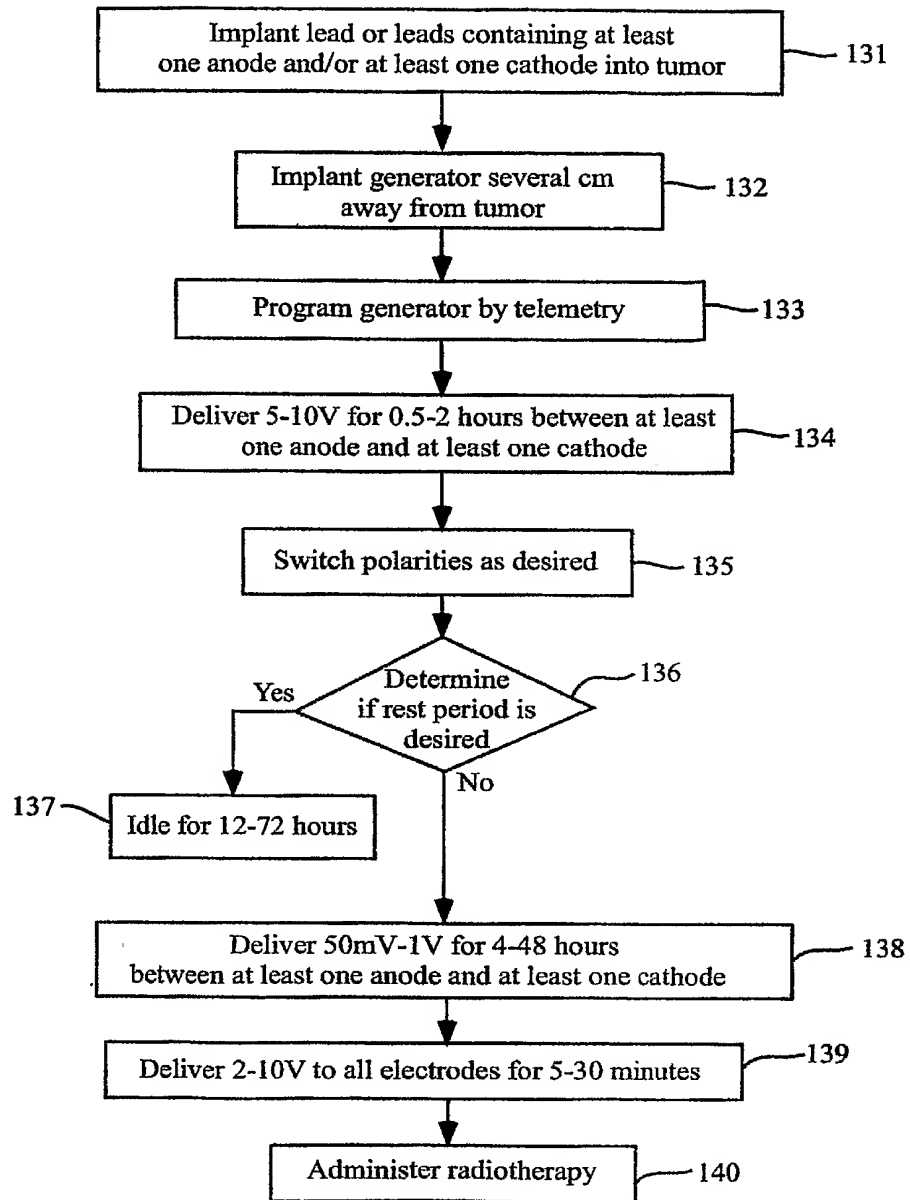 Implant lead or leads containing at least
one anode and/or at least one cathode into tumor
131
Implant generator several cm
away from tumor
132
Program generator by telemetry
133
Deliver 5-10V for 0.5-2 hours between at least
one anode and at least one cathode
134
Switch polarities as desired
135
Determine
if rest period is
desired
136
Yes
No
137
Idle for 12-72 hours
Deliver 50mV-1V for 4-48 hours
between at least one anode and at least one cathode
138
Deliver 2-10V to all electrodes for 5-30 minutes
139
Administer radiotherapy
140